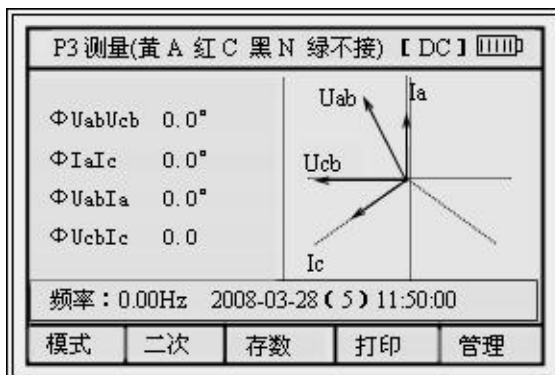 P3 测量(黄 A 红 C 黑 N 绿不接) [ DC ]
Uab Ia
ΦUabUcb 0.0°
ΦIaIc 0.0°
Ucb
ΦUabIa 0.0°
ΦUcbIc 0.0
Ic
频率:0.00Hz 2008-03-28 ( 5 ) 11:50:00
模式 二次 存数 打印 管理